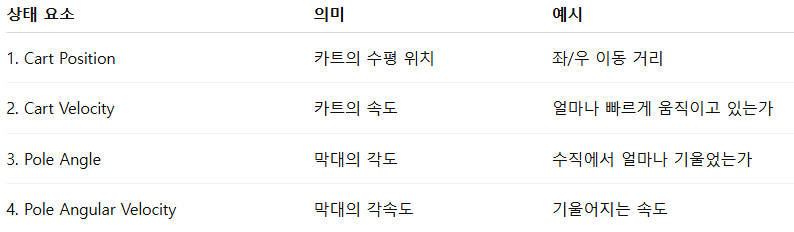 상태 요소 의미 예시
1. Cart Position 카트의 수평 위치 좌/우 이동 거리
2. Cart Velocity 카트의 속도 얼마나 빠르게 움직이고 있는가
3. Pole Angle 막대의 각도 수직에서 얼마나 기울었는가
4. Pole Angular Velocity 막대의 각속도 기울어지는 속도